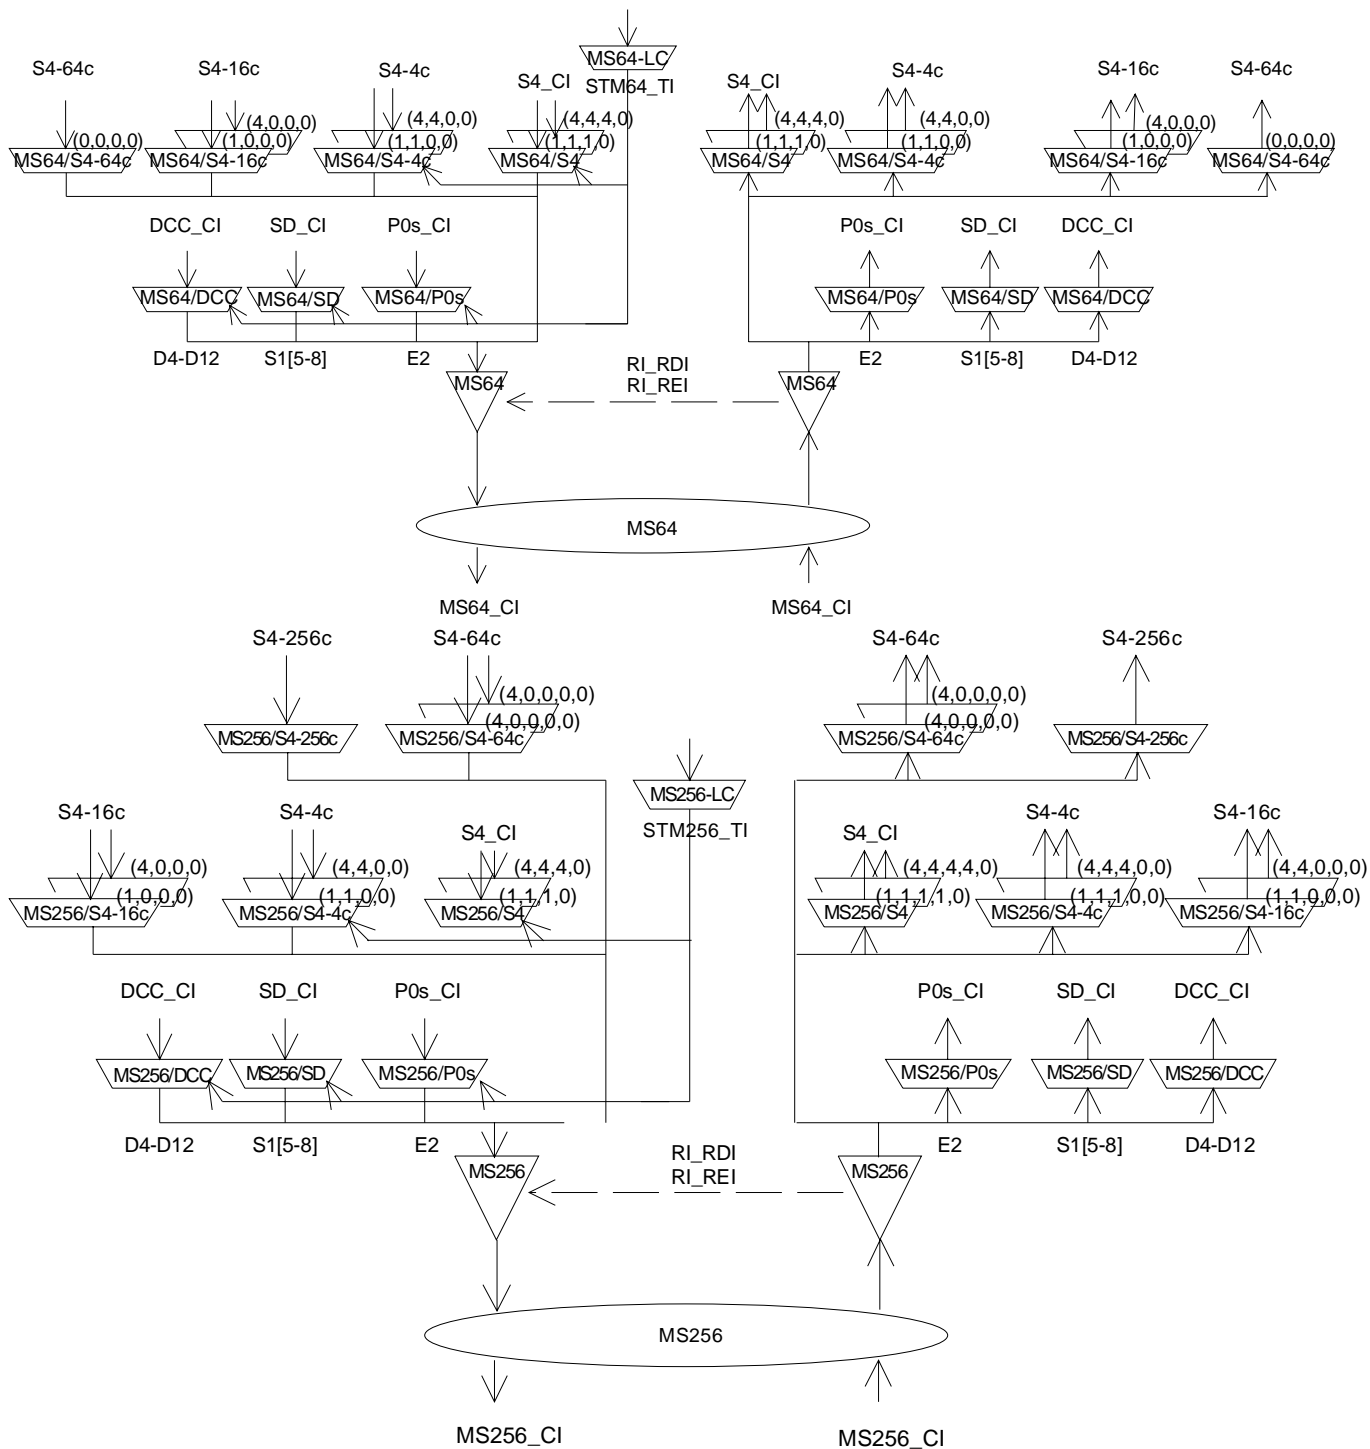 MS64-LC
STM64_TI
S4-64c
S4-16c
S4-4c
S4_CI
(0,0,0,0)
(4,0,0,0)
(1,0,0,0)
(4,4,0,0)
(1,1,0,0)
(4,4,4,0)
(1,1,1,0)
MS64/S4-64c
MS64/S4-16c
MS64/S4-4c
MS64/S4
S4_CI
S4-4c
S4-16c
S4-64c
(4,4,4,0)
(1,1,1,0)
(4,4,0,0)
(1,1,0,0)
(4,0,0,0)
(1,0,0,0)
(0,0,0,0)
MS64/S4
MS64/S4-4c
MS64/S4-16c
MS64/S4-64c
DCC_CI
SD_CI
P0s_CI
MS64/DCC
MS64/SD
MS64/P0s
D4-D12
S1[5-8]
E2
P0s_CI
SD_CI
DCC_CI
MS64/P0s
MS64/SD
MS64/DCC
E2
S1[5-8]
D4-D12
MS64
RI_RDI
RI_REI
MS64
MS64
MS64_CI
MS64_CI
S4-256c
S4-64c
(4,0,0,0,0)
(4,0,0,0,0)
MS256/S4-256c
MS256/S4-64c
S4-64c
S4-256c
(4,0,0,0,0)
(4,0,0,0,0)
MS256/S4-64c
MS256/S4-256c
MS256-LC
STM256_TI
S4-16c
S4-4c
S4_CI
(4,0,0,0)
(1,0,0,0)
(4,4,0,0)
(1,1,0,0)
(4,4,4,0)
(1,1,1,0)
MS256/S4-16c
MS256/S4-4c
MS256/S4
S4_CI
S4-4c
S4-16c
(4,4,4,4,0)
(1,1,1,1,0)
(4,4,4,0,0)
(1,1,1,0,0)
(4,4,0,0,0)
(1,1,0,0,0)
MS256/S4
MS256/S4-4c
MS256/S4-16c
DCC_CI
SD_CI
P0s_CI
MS256/DCC
MS256/SD
MS256/P0s
D4-D12
S1[5-8]
E2
P0s_CI
SD_CI
DCC_CI
MS256/P0s
MS256/SD
MS256/DCC
E2
S1[5-8]
D4-D12
MS256
RI_RDI
RI_REI
MS256
MS256
MS256_CI
MS256_CI